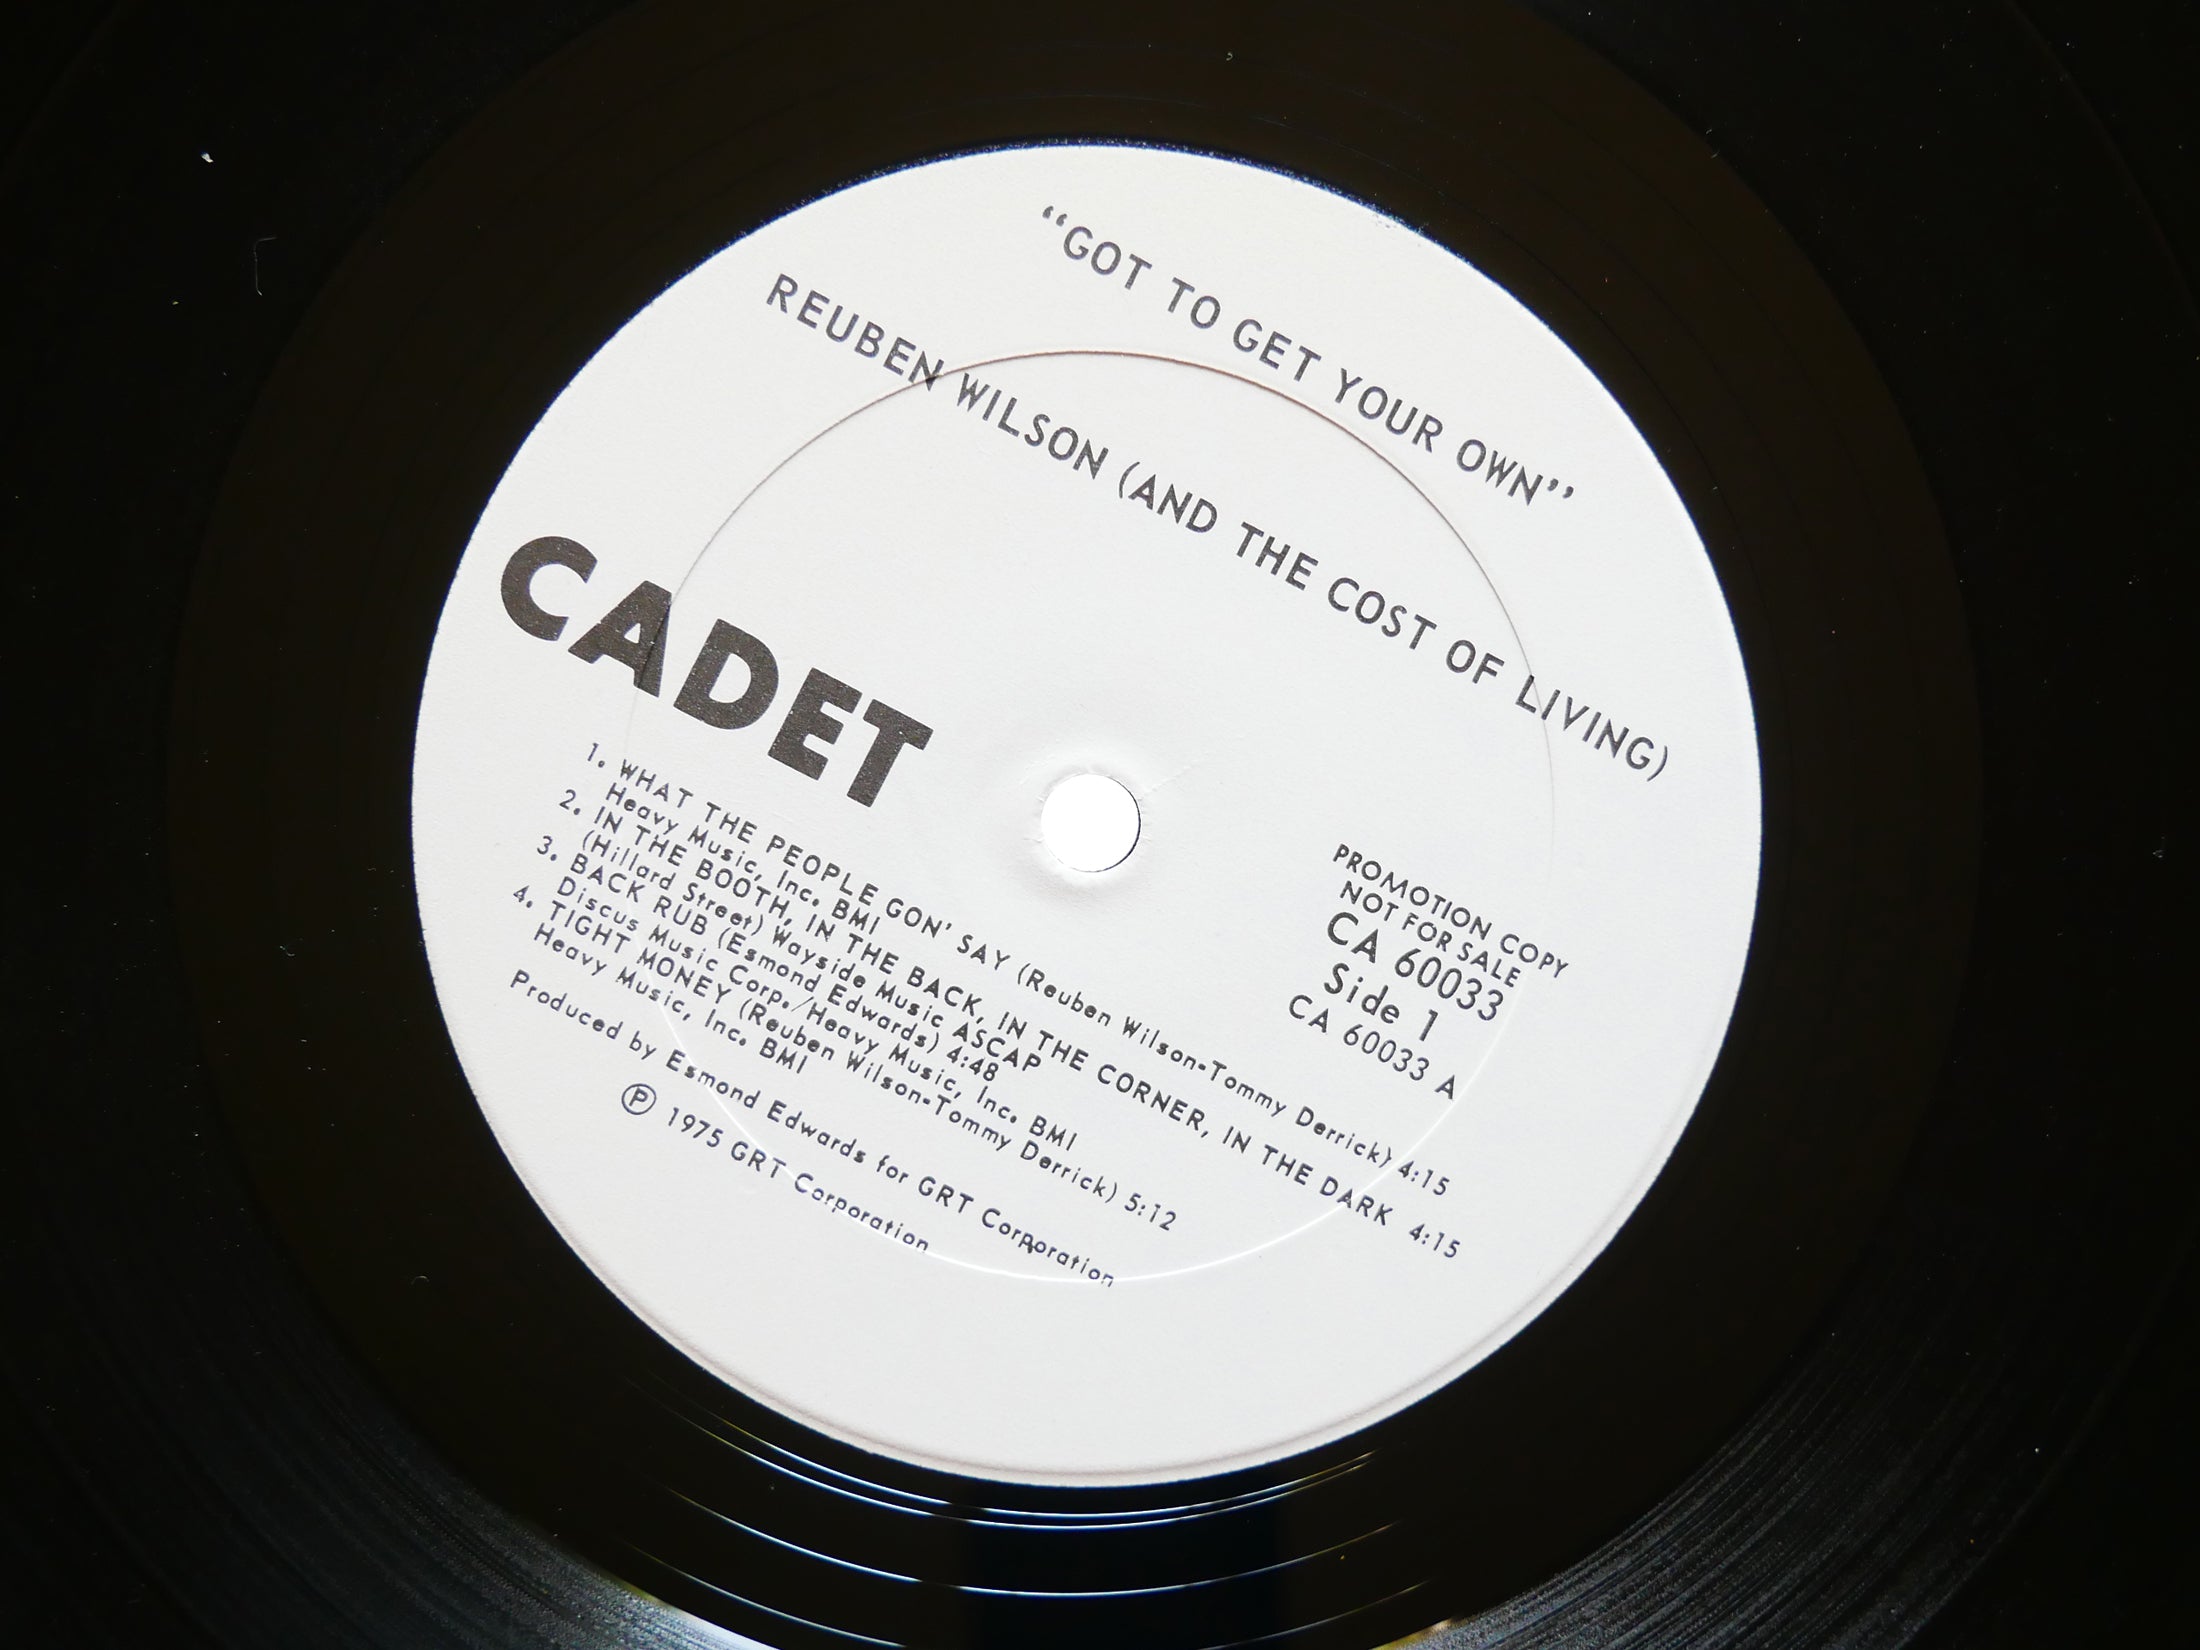 “GOT TO GET YOUR OWN”
REUBEN WILSON (AND THE COST OF LIVING)
CADET
PROMOTION COPY
NOT FOR SALE
CA 60033
Side 1
CA 60033 A
1. WHAT THE PEOPLE GON' SAY (Reuben Wilson-Tommy Derrick) 4:15
Heavy Music, Inc. BMI
2. IN THE BOOTH, IN THE BACK, IN THE CORNER, IN THE DARK 4:15
(Hillard Street) Wayside Music ASCAP
3. BACK RUB (Esmond Edwards) 4:48
Discus Music Corp./Heavy Music, Inc. BMI
4. TIGHT MONEY (Reuben Wilson-Tommy Derrick) 5:12
Heavy Music, Inc. BMI
Produced by Esmond Edwards for GRT Corporation
Ⓟ 1975 GRT Corporation